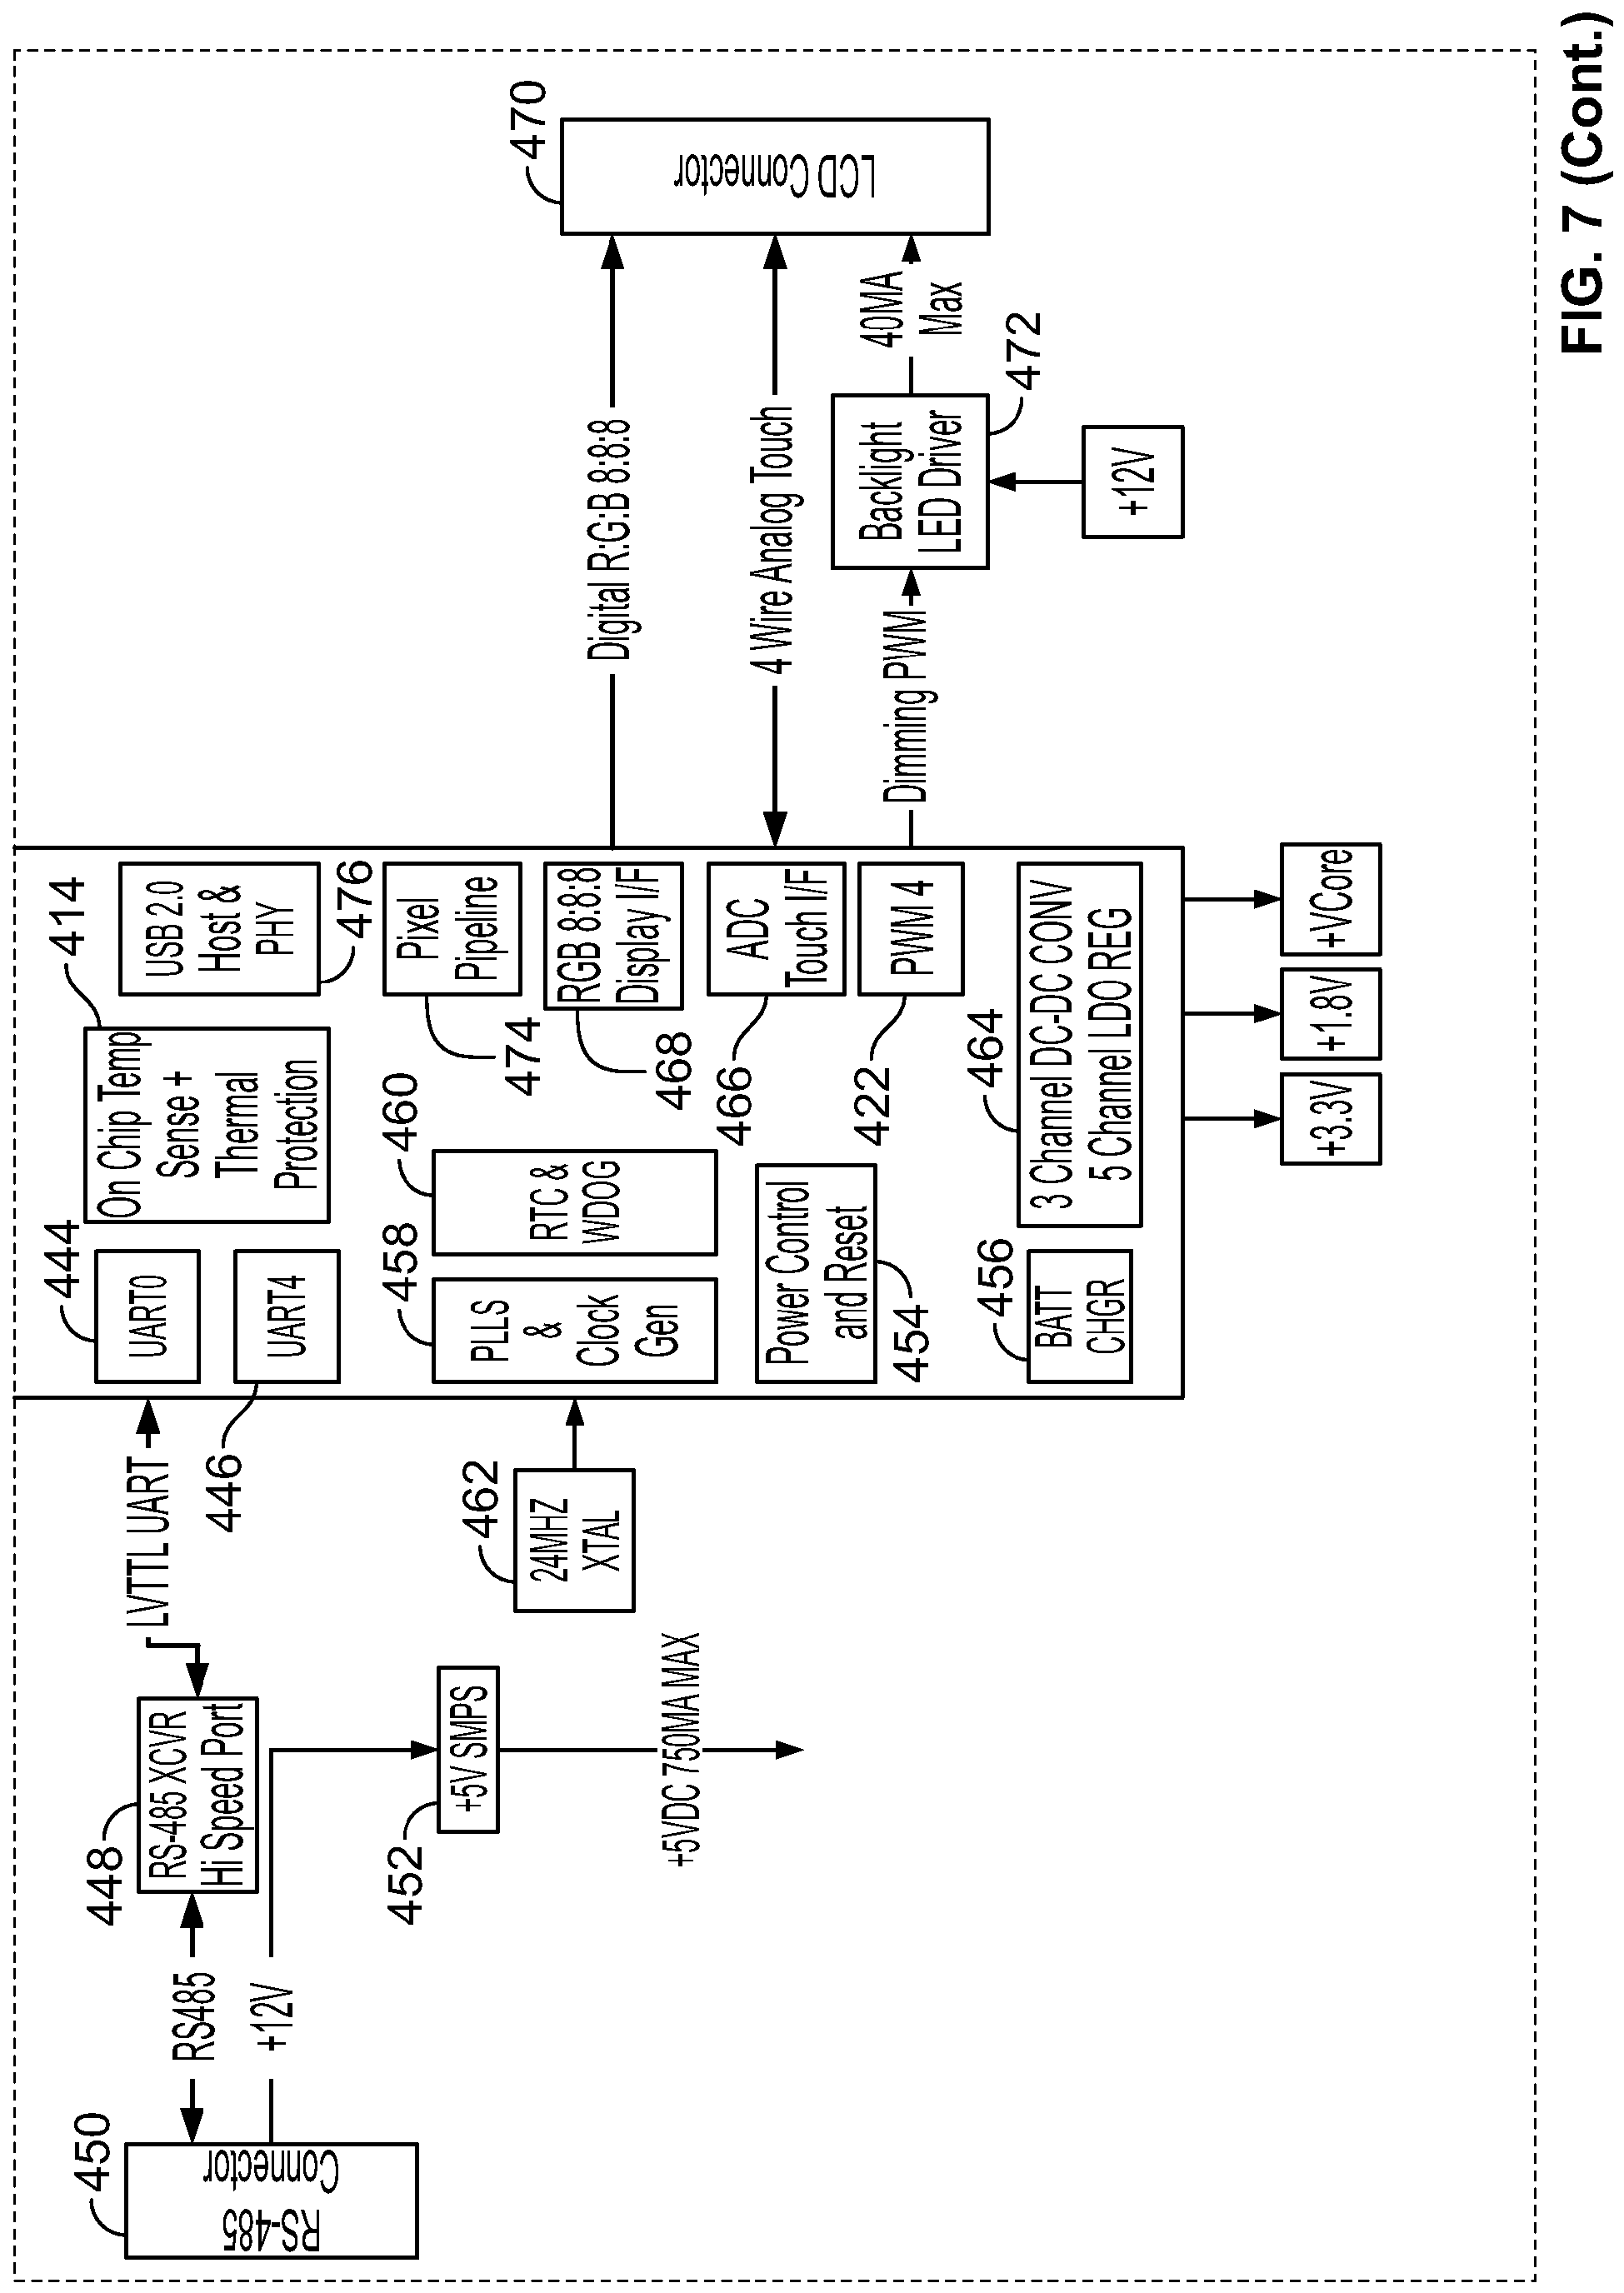 450
RS-485
Connector
RS485
+12V
448
RS-485 XCVR
Hi Speed Port
LVTTL UART
452
+5V SMPS
+5VDC 750MA MAX
462
24MHZ
XTAL
444
UART0
446
UART4
414
On Chip Temp
Sense +
Thermal
Protection
USB 2.0
Host &
PHY
476
458
PLLS
&
Clock
Gen
460
RTC &
WDOG
474
Pixel
Pipeline
468
RGB 8:8:8
Display I/F
466
ADC
Touch I/F
422
PWM 4
454
Power Control
and Reset
456
BATT
CHGR
464
3 Channel DC-DC CONV
5 Channel LDO REG
+3.3V
+1.8V
+VCore
Digital R:G:B 8:8:8
4 Wire Analog Touch
Dimming PWM
Backlight
LED Driver
472
+12V
40MA
Max
470
LCD Connector
FIG. 7 (Cont.)